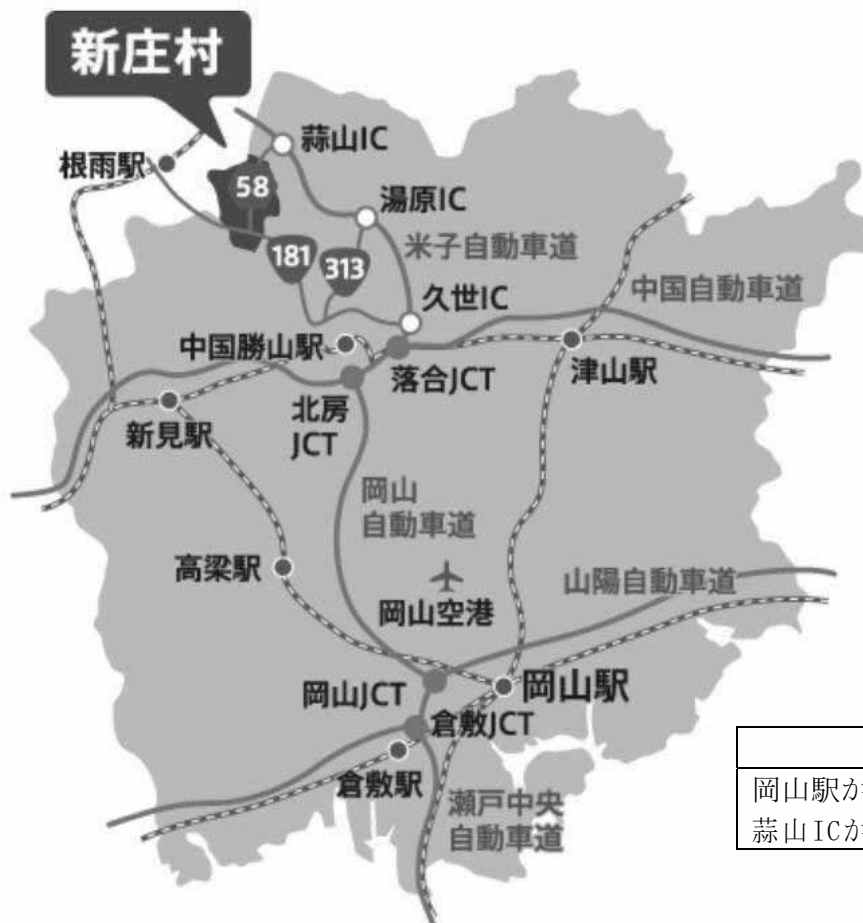 新庄村
根雨駅
蒜山IC
58
湯原IC
181
313
米子自動車道
久世IC
中国自動車道
中国勝山駅
落合JCT
津山駅
北房
JCT
新見駅
岡山
自動車道
高梁駅
岡山空港
山陽自動車道
岡山JCT
岡山駅
倉敷JCT
倉敷駅
瀬戸中央
自動車道
岡山駅か
蒜山ICか